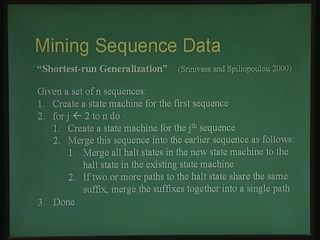 Mining Sequence Data
“Shortest-run Generalization” (Srinivasa and Spiliopoulou 2000)
Given a set of n sequences:
1. Create a state machine for the first sequence
2. for j ← 2 to n do
1. Create a state machine for the jth sequence
2. Merge this sequence into the earlier sequence as follows:
1. Merge all halt states in the new state machine to the
halt state in the existing state machine
2. If two or more paths to the halt state share the same
suffix, merge the suffixes together into a single path
3. Done